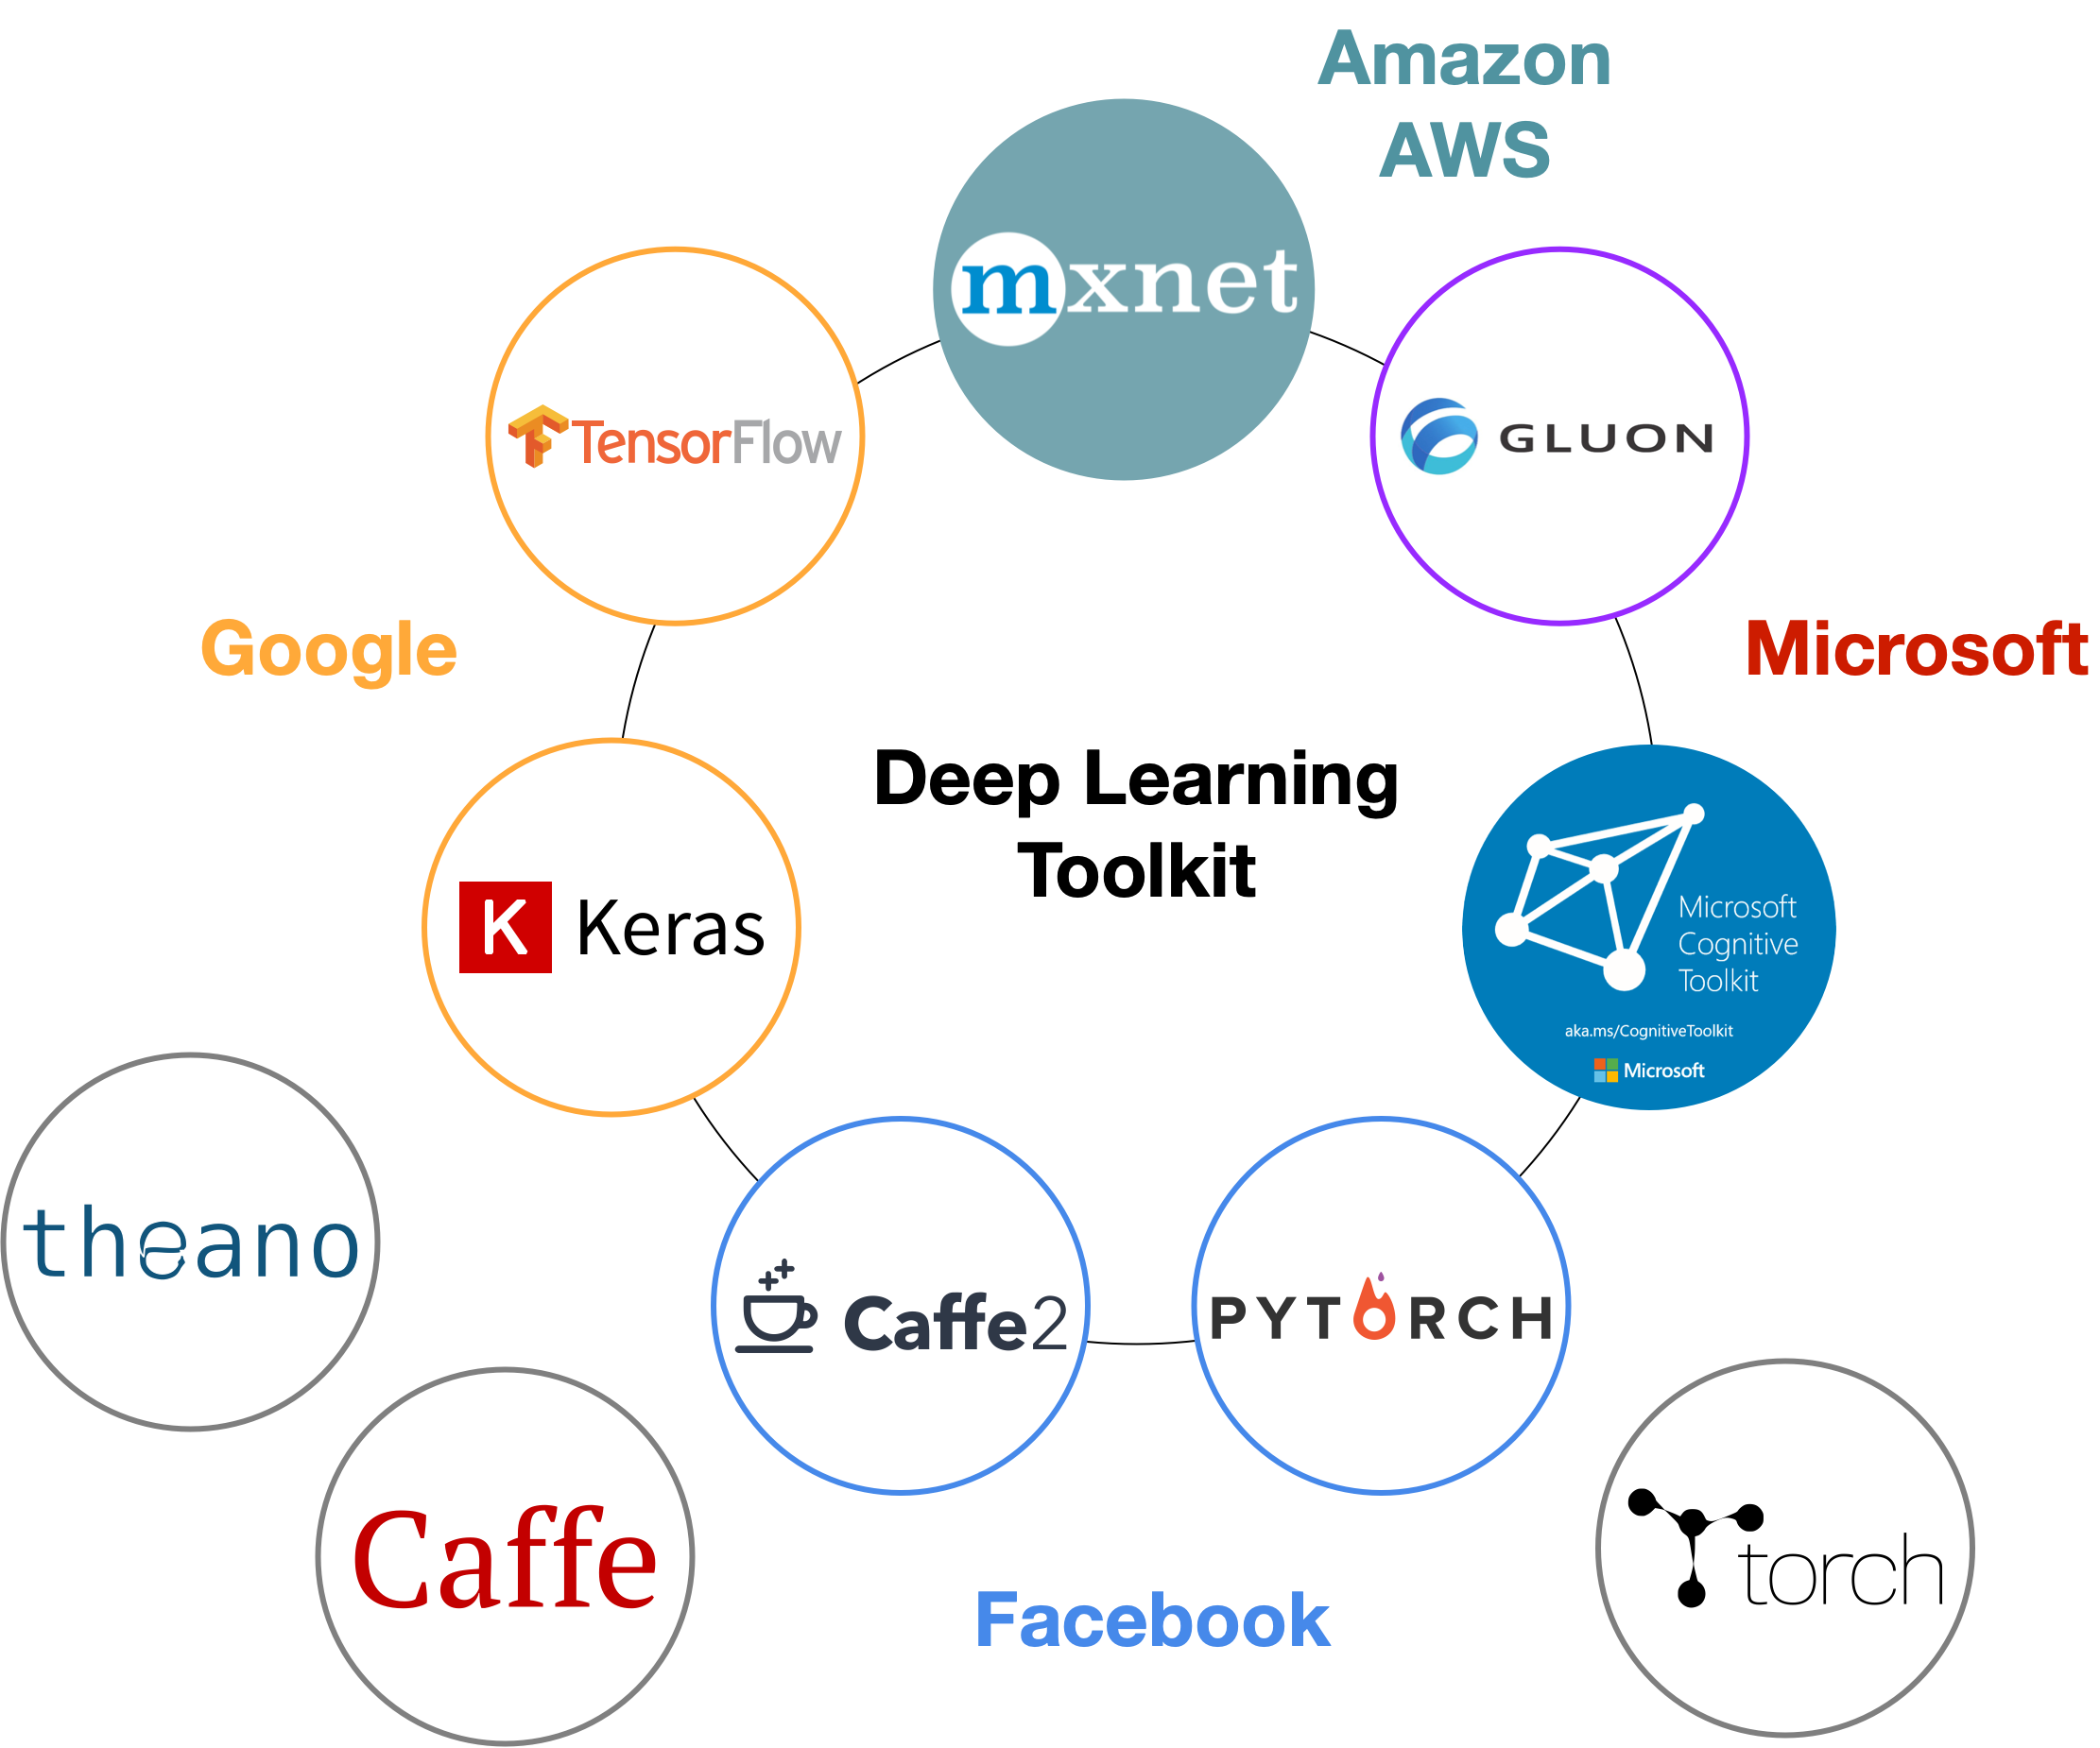 Amazon
AWS
mxnet
TensorFlow
GLUON
Google
Microsoft
Deep Learning
Toolkit
K Keras
Microsoft
Cognitive
Toolkit
aka.ms/CognitiveToolkit
Microsoft
theano
Caffe2
PYTORCH
Caffe
torch
Facebook